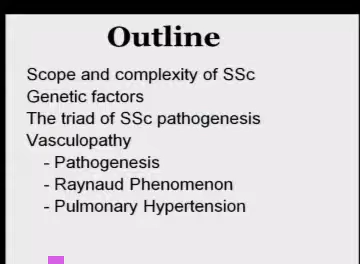 Outline
Scope and complexity of SSc
Genetic factors
The triad of SSc pathogenesis
Vasculopathy
- Pathogenesis
- Raynaud Phenomenon
- Pulmonary Hypertension